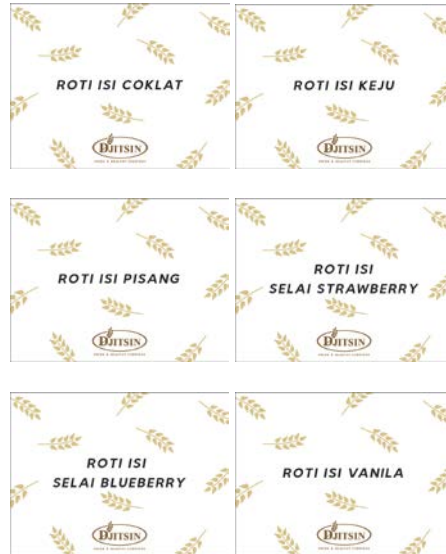 ROTI ISI COKLAT
DJITSIN
ROTI ISI KEJU
DJITSIN
ROTI ISI PISANG
DJITSIN
ROTI ISI
SELAI STRAWBERRY
DJITSIN
ROTI ISI
SELAI BLUEBERRY
DJITSIN
ROTI ISI VANILA
DJITSIN